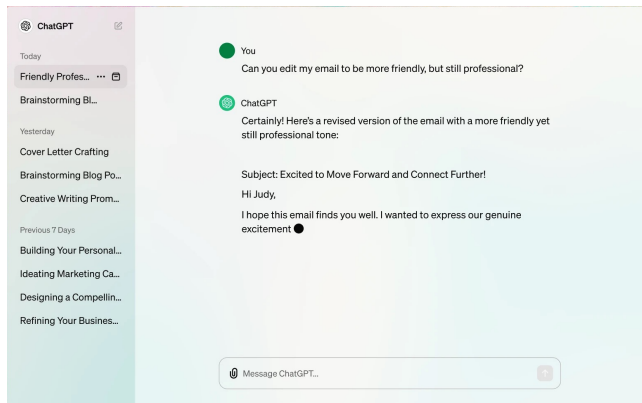 ChatGPT
Today
Friendly Profes...
Brainstorming Bl...
Yesterday
Cover Letter Crafting
Brainstorming Blog Po...
Creative Writing Prom...
Previous 7 Days
Building Your Personal...
Ideating Marketing Ca...
Designing a Compellin...
Refining Your Busines...
You
Can you edit my email to be more friendly, but still professional?
ChatGPT
Certainly! Here's a revised version of the email with a more friendly yet
still professional tone:
Subject: Excited to Move Forward and Connect Further!
Hi Judy,
I hope this email finds you well. I wanted to express our genuine
excitement
Message ChatGPT...